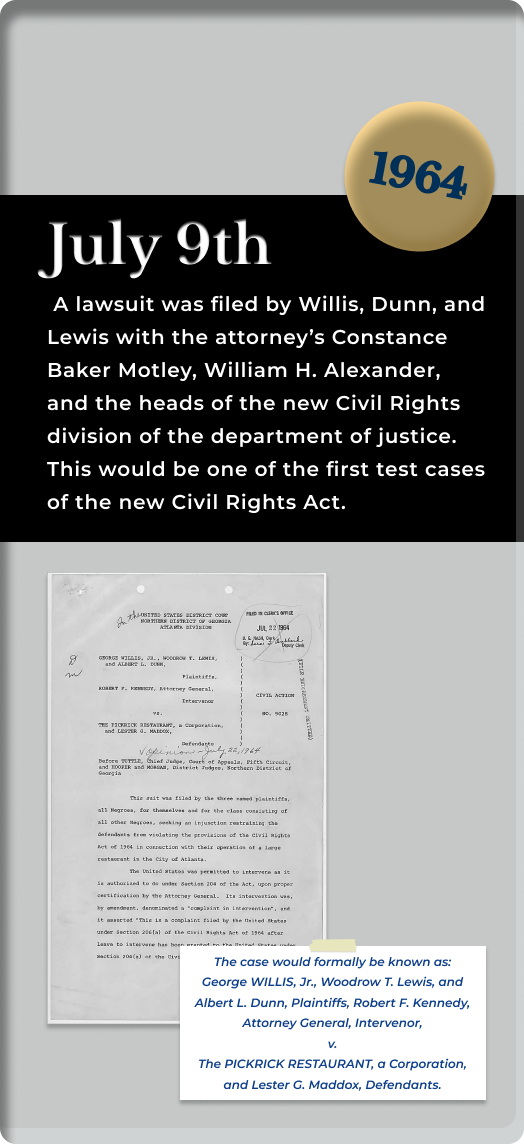 1964
July 9th
A lawsuit was filed by Willis, Dunn, and
Lewis with the attorney’s Constance
Baker Motley, William H. Alexander,
and the heads of the new Civil Rights
division of the department of justice.
This would be one of the first test cases
of the new Civil Rights Act.
In the UNITED STATES DISTRICT COURT
NORTHERN DISTRICT OF GEORGIA
ATLANTA DIVISION
FILED IN CLERK'S OFFICE
JUL 22 1964
Clerk
By:
Deputy Clerk
GEORGE WILLIS, JR., WOODROW T. LEWIS,
and ALBERT L. DUNN,
Plaintiffs,
ROBERT F. KENNEDY, Attorney General,
Intervenor
vs.
THE PICKRICK RESTAURANT, a Corporation,
and LESTER G. MADDOX,
Defendants
CIVIL ACTION
NO. 9028
Opinion - July 22, 1964
Before TUTTLE, Chief Judge, Court of Appeals, Fifth Circuit,
and HOOPER and MORGAN, District Judges, Northern District of
Georgia
This suit was filed by the three named plaintiffs,
all Negroes, for themselves and for the class consisting of
all other Negroes, seeking an injunction restraining the
defendants from violating the provisions of the Civil Rights
Act of 1964 in connection with their operation of a large
restaurant in the City of Atlanta.
The United States was permitted to intervene as it
is authorized to do under Section 204 of the Act, upon proper
certification by the Attorney General. Its intervention was,
by amendment, denominated a "complaint in intervention", and
it asserted "This is a complaint filed by the United States
under Section 206(a) of the Civil Rights Act of 1964 after
leave to intervene has been granted to the United States under
Section 204(a) of the Civi
The case would formally be known as:
George WILLIS, Jr., Woodrow T. Lewis, and
Albert L. Dunn, Plaintiffs, Robert F. Kennedy,
Attorney General, Intervenor,
v.
The PICKRICK RESTAURANT, a Corporation,
and Lester G. Maddox, Defendants.